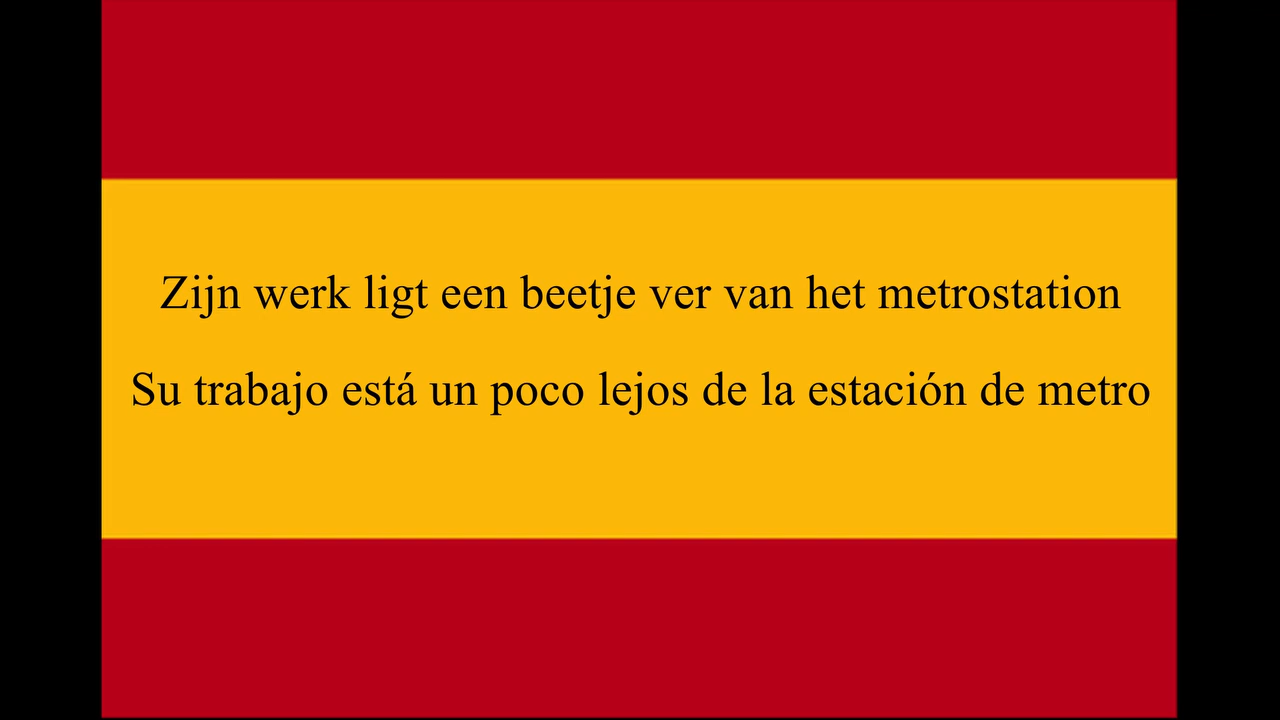 Zijn werk ligt een beetje ver van het metrostation
Su trabajo está un poco lejos de la estación de metro